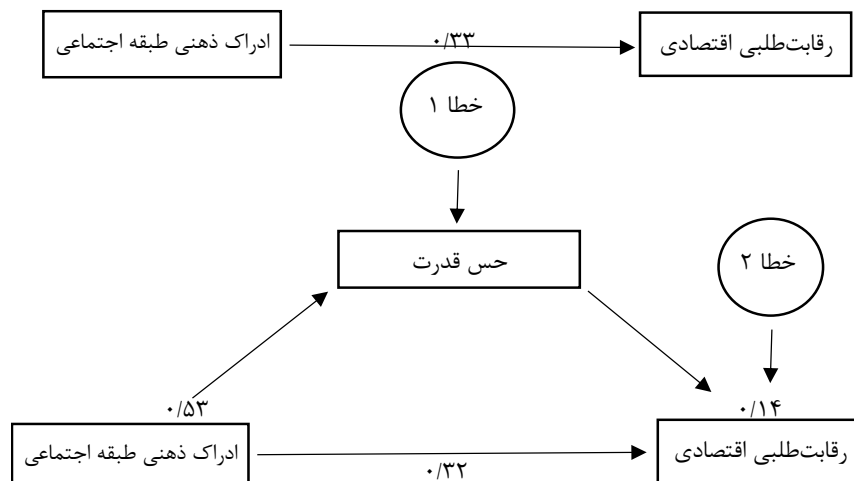 ادراک ذهنی طبقه اجتماعی
۰/۳۳
رقابت‌طلبی اقتصادی
خطا ۱
حس قدرت
خطا ۲
۰/۵۳
۰/۱۴
ادراک ذهنی طبقه اجتماعی
۰/۳۲
رقابت‌طلبی اقتصادی